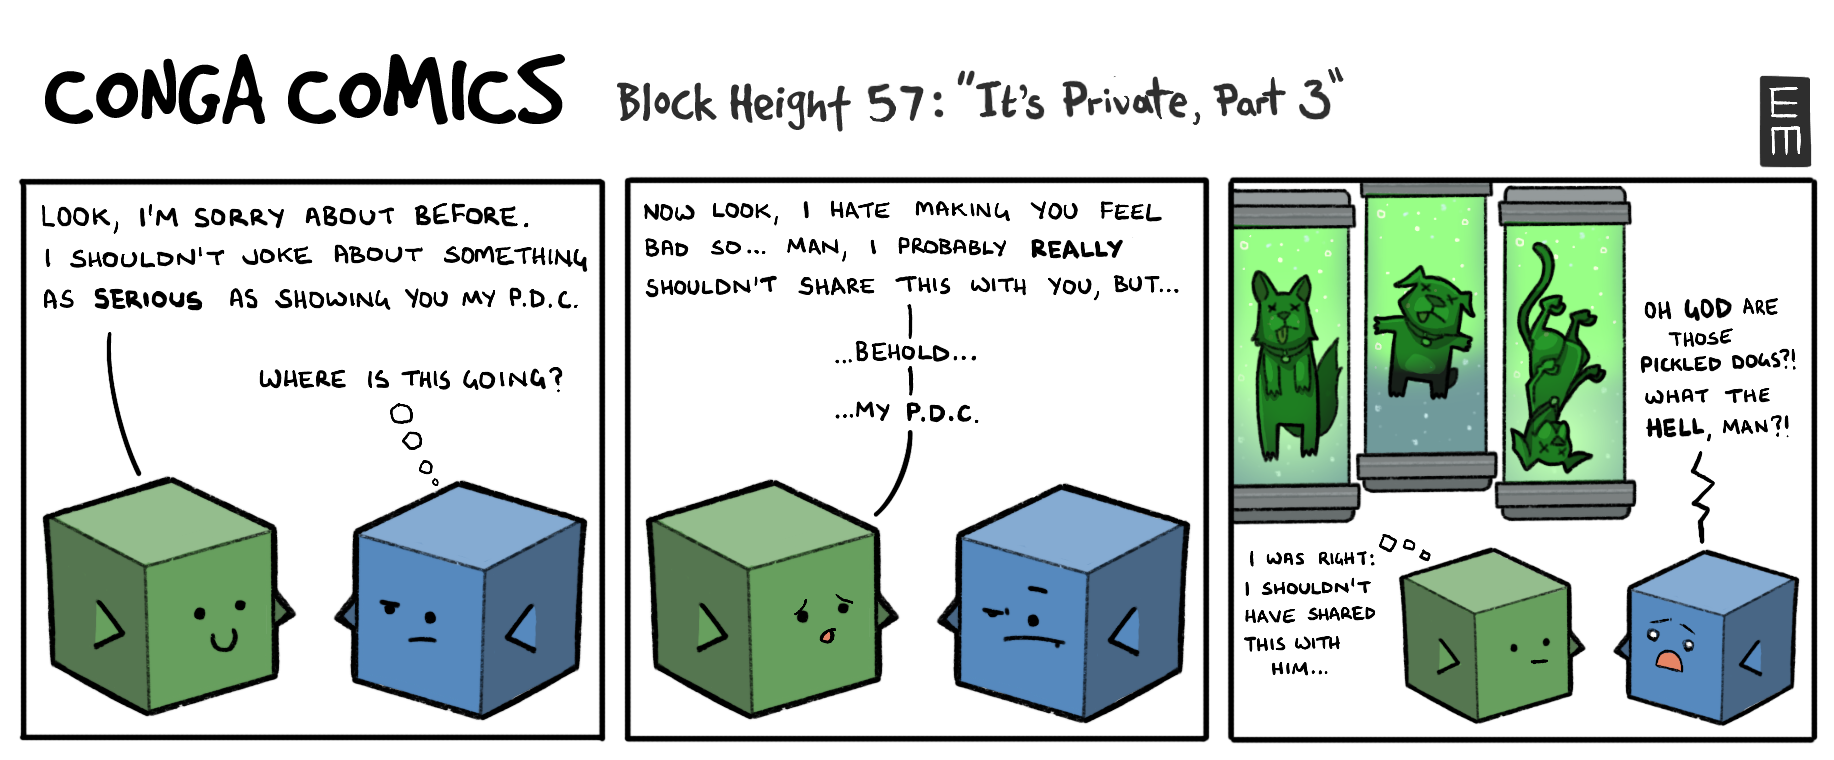 CONGA COMICS
Block Height 57: "It's Private, Part 3"
EM
LOOK, I'M SORRY ABOUT BEFORE.
I SHOULDN'T JOKE ABOUT SOMETHING
AS SERIOUS AS SHOWING YOU MY P.D.C.
WHERE IS THIS GOING?
NOW LOOK, I HATE MAKING YOU FEEL
BAD SO... MAN, I PROBABLY REALLY
SHOULDN'T SHARE THIS WITH YOU, BUT...
...BEHOLD...
...MY P.D.C.
OH GOD ARE
THOSE
PICKLED DOGS?!
WHAT THE
HELL, MAN?!
I WAS RIGHT:
I SHOULDN'T
HAVE SHARED
THIS WITH
HIM...